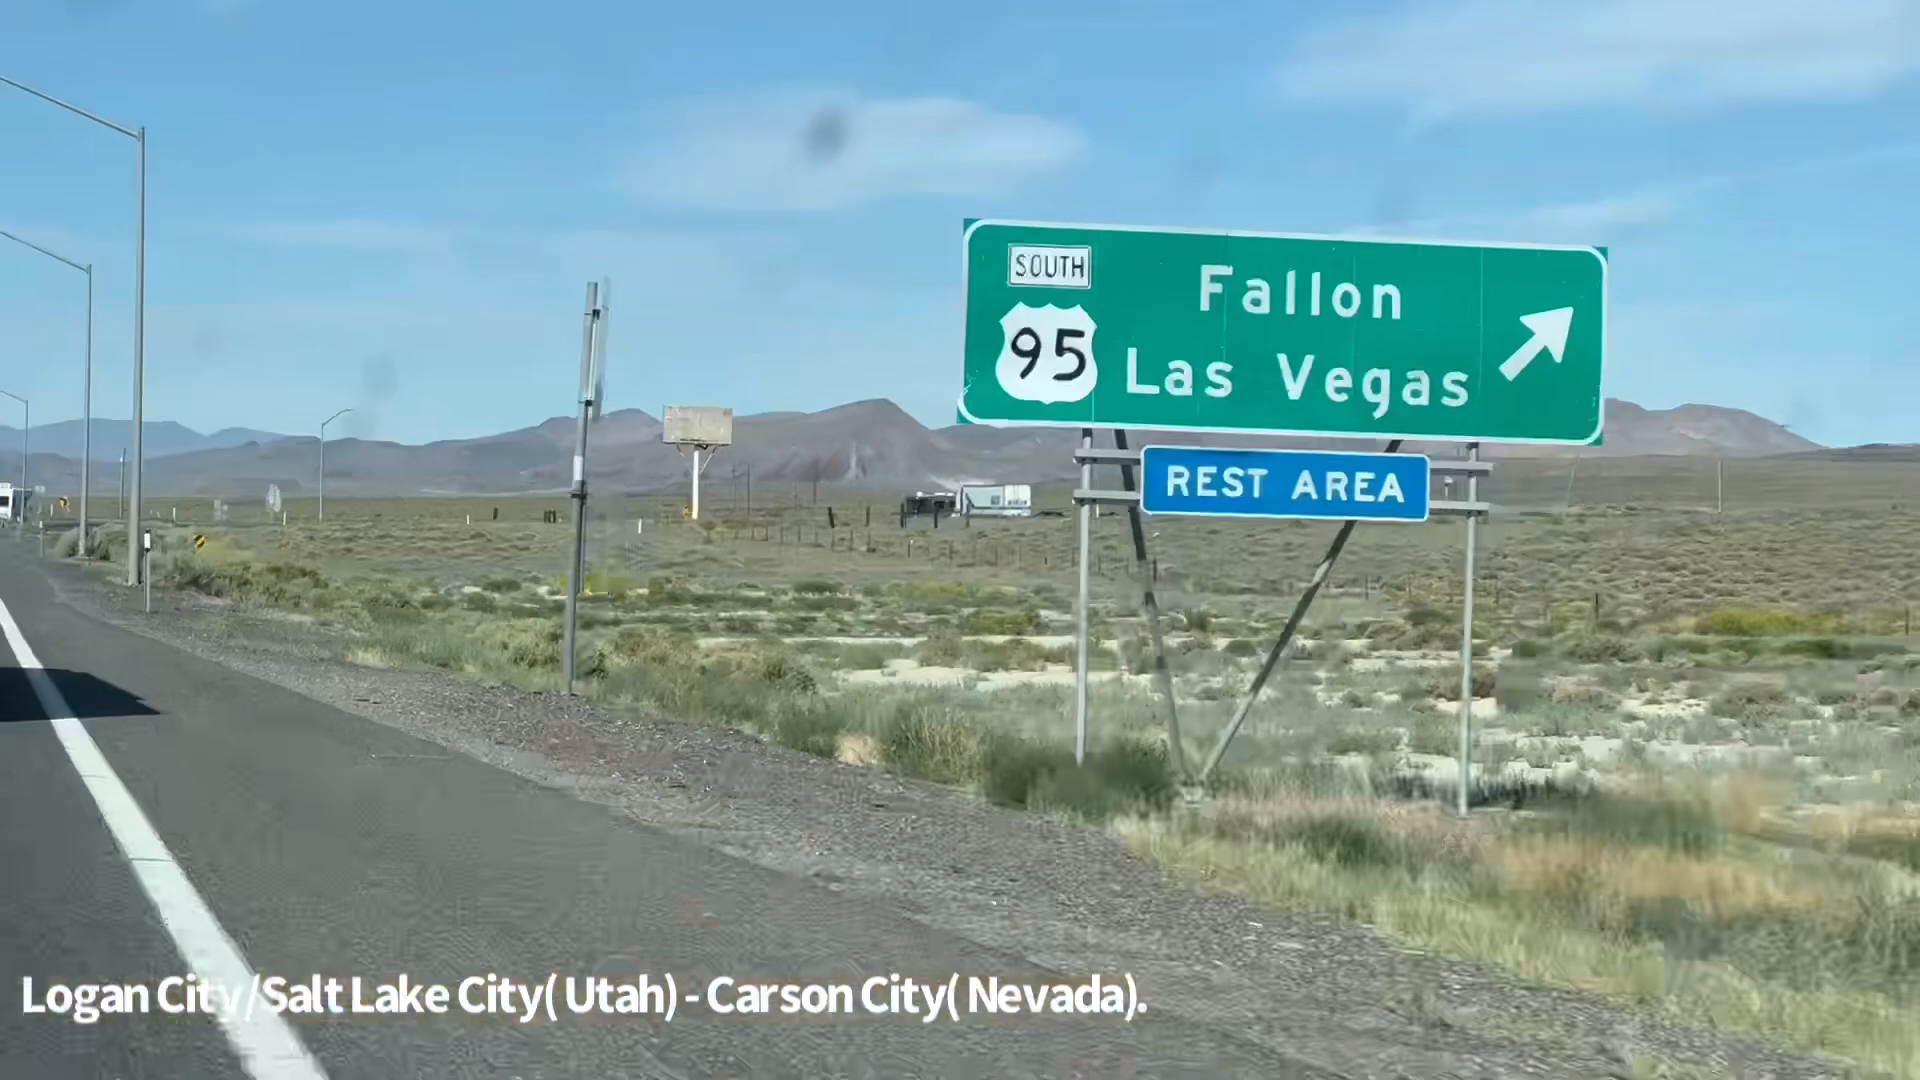 SOUTH
95
Fallon
Las Vegas
REST AREA
Logan City/Salt Lake City( Utah) - Carson City( Nevada).